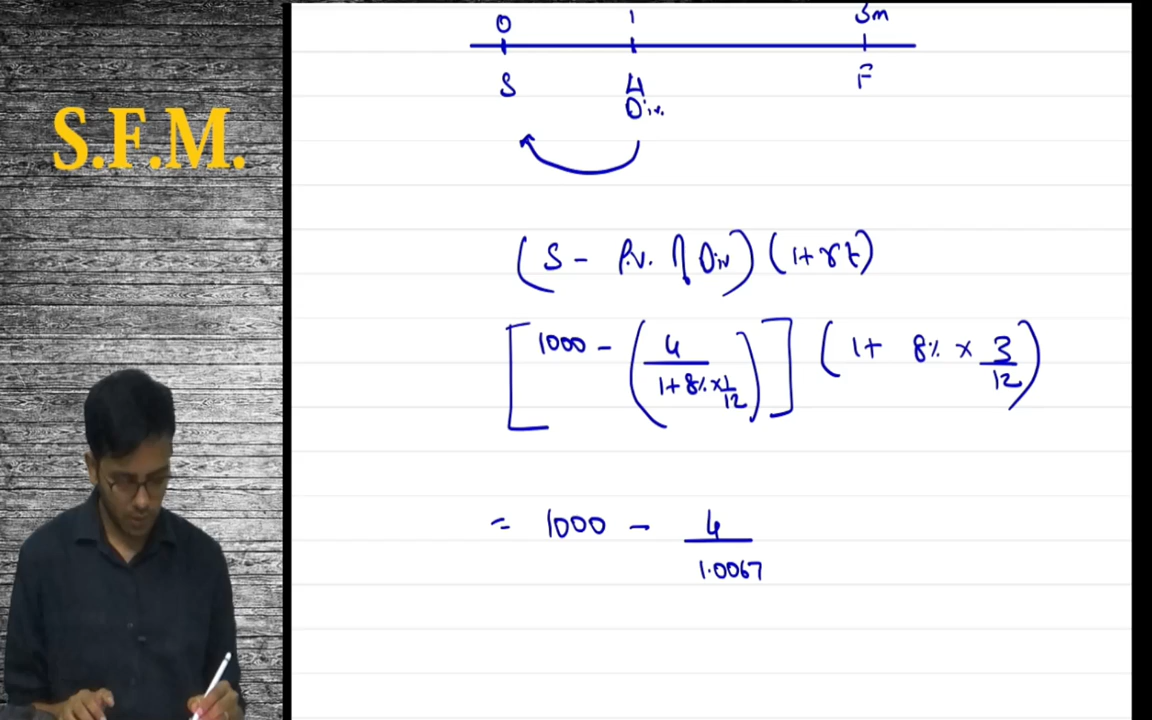 S.F.M.
0 1 3m
S 4 F
Div.
(S - P.V. of Div) (1+rt)
[1000 - (4 / 1+8%×1/12)] (1+ 8% × 3/12)
= 1000 - 4 / 1.0067